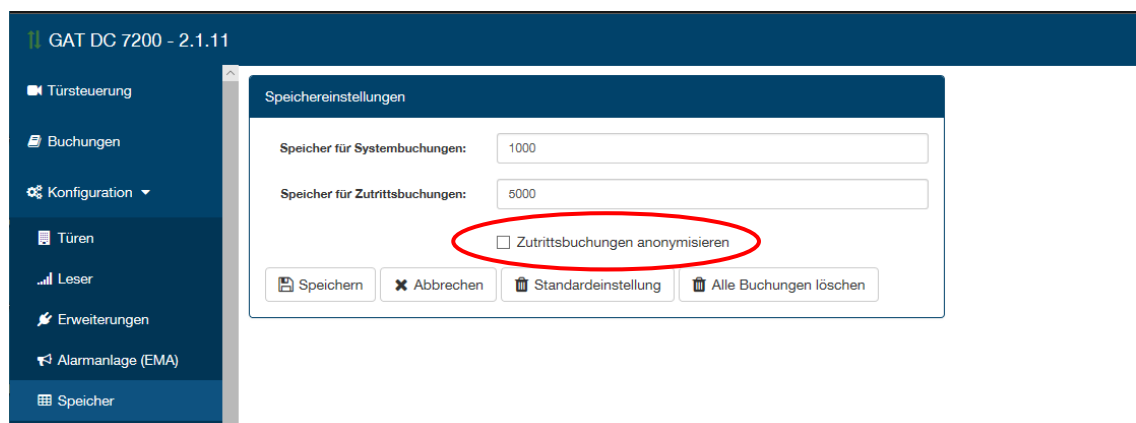 GAT DC 7200 - 2.1.11
Türsteuerung
Buchungen
Konfiguration
Türen
Leser
Erweiterungen
Alarmanlage (EMA)
Speicher
Speichereinstellungen
Speicher für Systembuchungen: 1000
Speicher für Zutrittsbuchungen: 5000
Zutrittsbuchungen anonymisieren
Speichern Abbrechen Standardeinstellung Alle Buchungen löschen